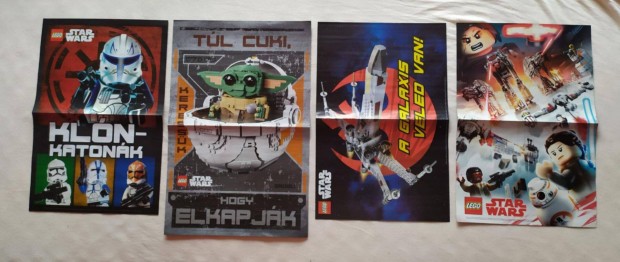 LEGO STAR WARS
KLÓN-
KATONÁK
TÚL CUKI,
KERESSÜK
LEGO STAR WARS
HOGY
ELKAPJÁK
A GALAXIS
VELED VAN!
LEGO STAR WARS
LEGO STAR WARS